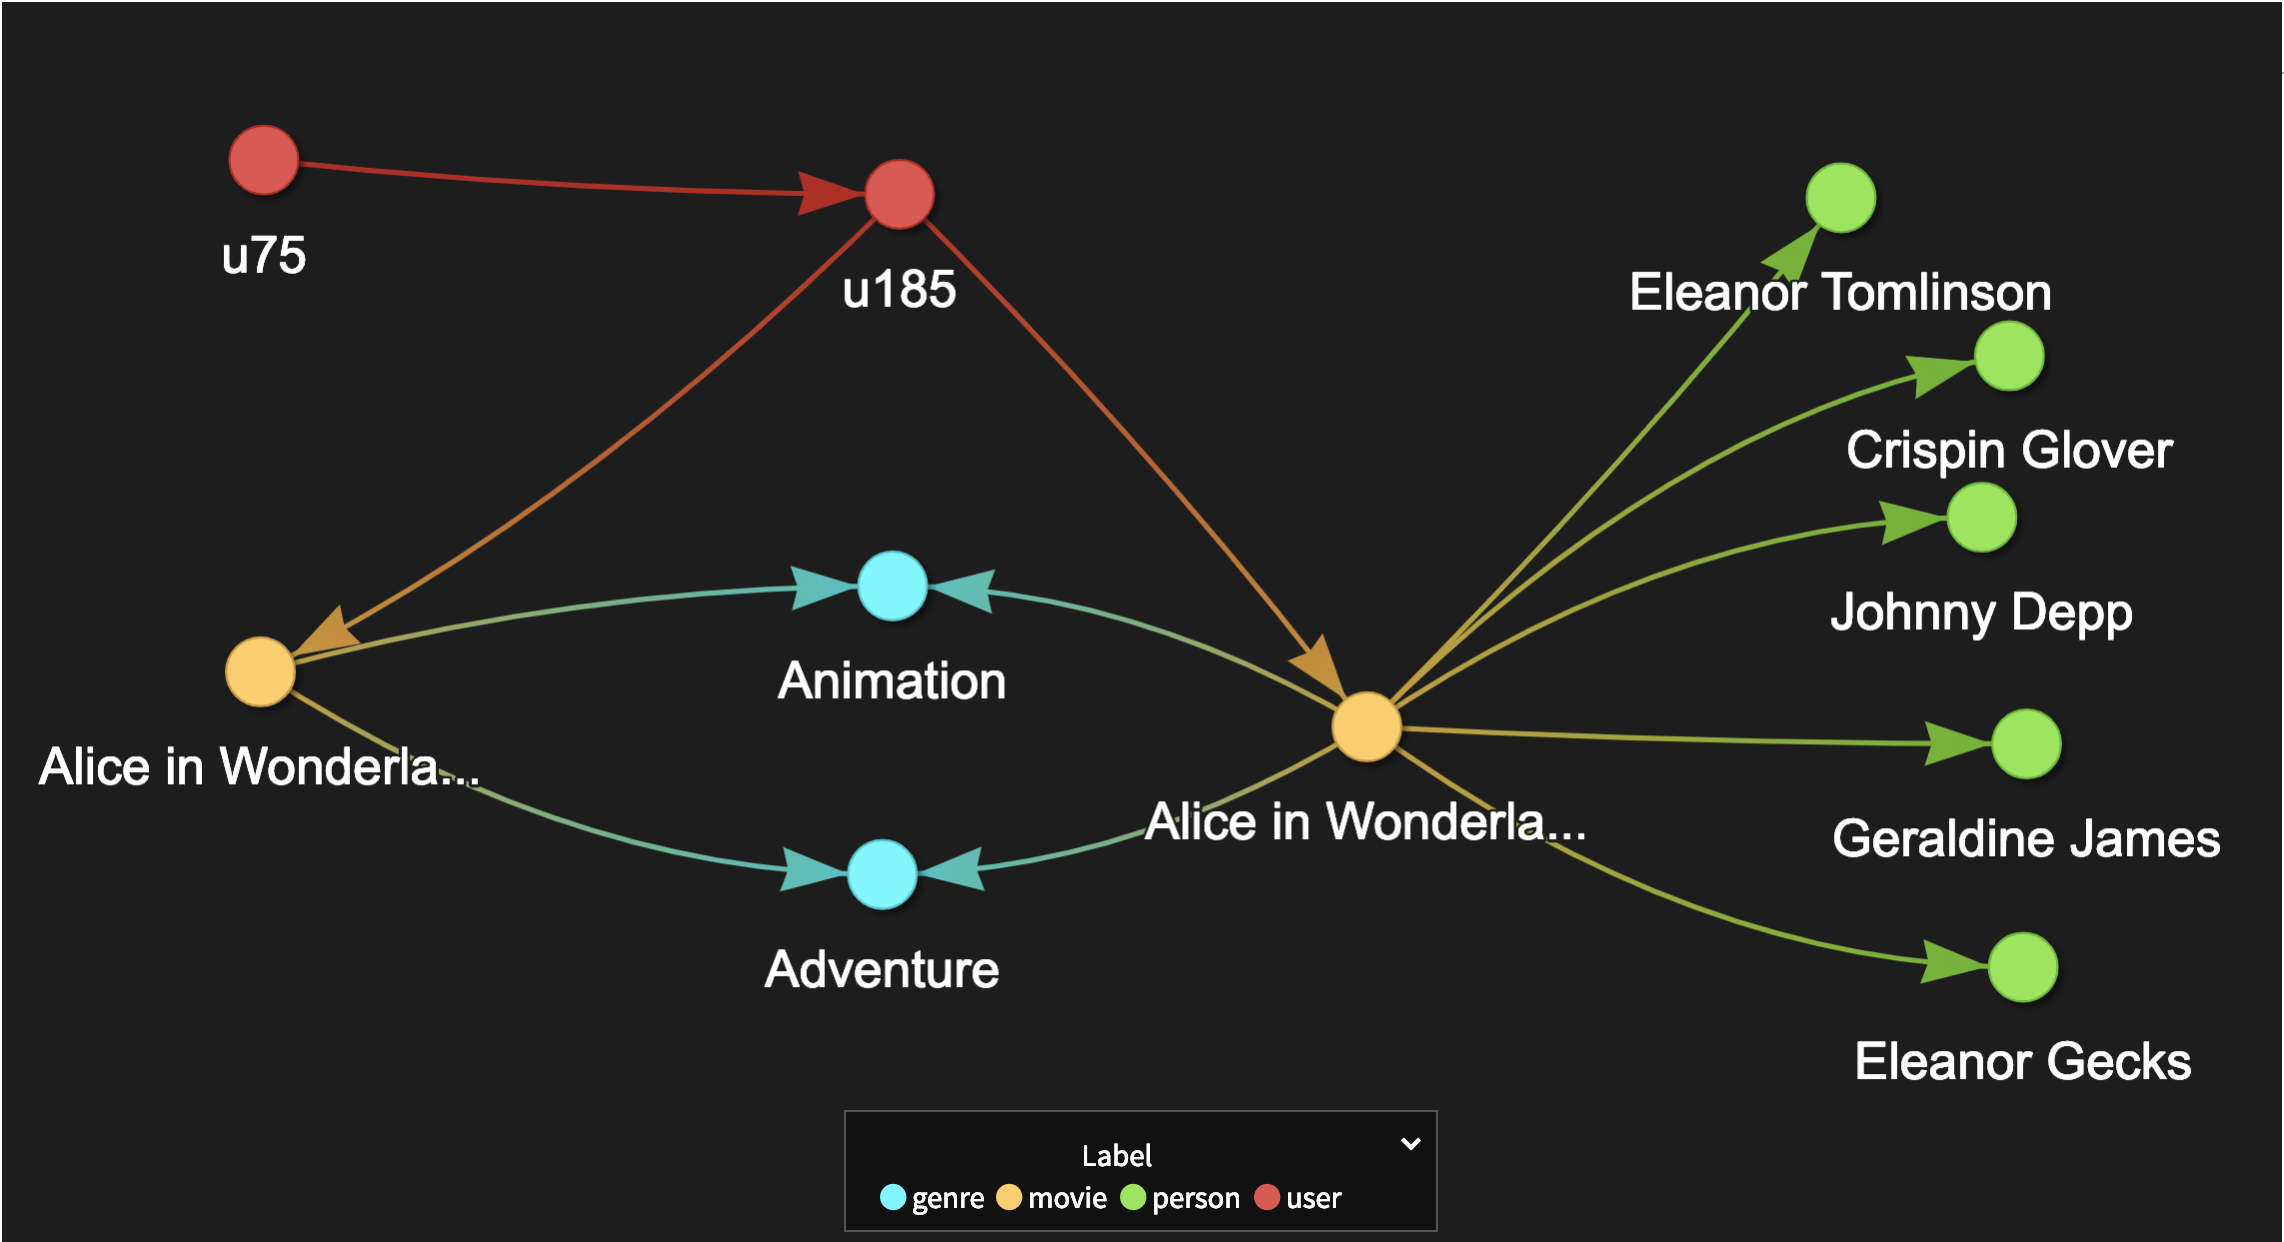 u75
u185
Eleanor Tomlinson
Crispin Glover
Johnny Depp
Animation
Alice in Wonderla...
Alice in Wonderla...
Geraldine James
Adventure
Eleanor Gecks
Label
genre movie person user